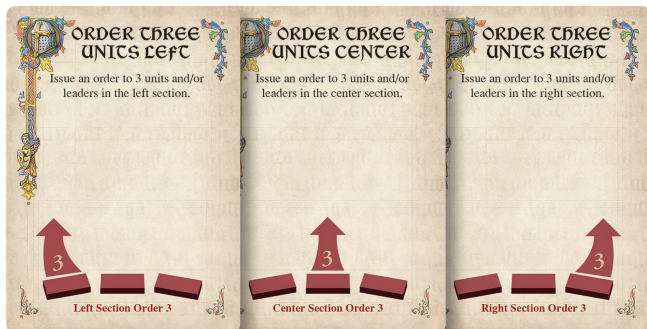 ORDER THREE
UNITS LEFT
Issue an order to 3 units and/or
leaders in the left section.
3
Left Section Order 3
ORDER THREE
UNITS CENTER
Issue an order to 3 units and/or
leaders in the center section.
3
Center Section Order 3
ORDER THREE
UNITS RIGHT
Issue an order to 3 units and/or
leaders in the right section.
3
Right Section Order 3